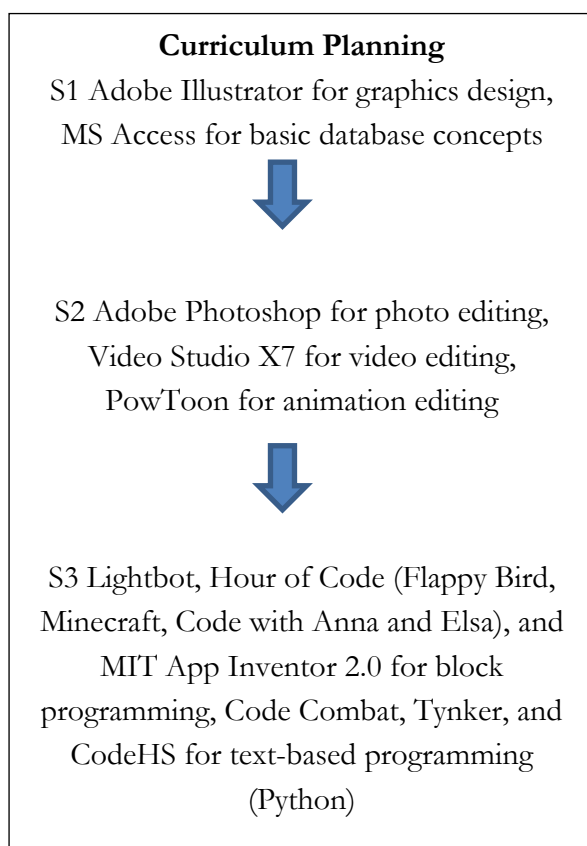 Curriculum Planning
S1 Adobe Illustrator for graphics design,
MS Access for basic database concepts
S2 Adobe Photoshop for photo editing,
Video Studio X7 for video editing,
PowToon for animation editing
S3 Lightbot, Hour of Code (Flappy Bird,
Minecraft, Code with Anna and Elsa), and
MIT App Inventor 2.0 for block
programming, Code Combat, Tynker, and
CodeHS for text-based programming
(Python)